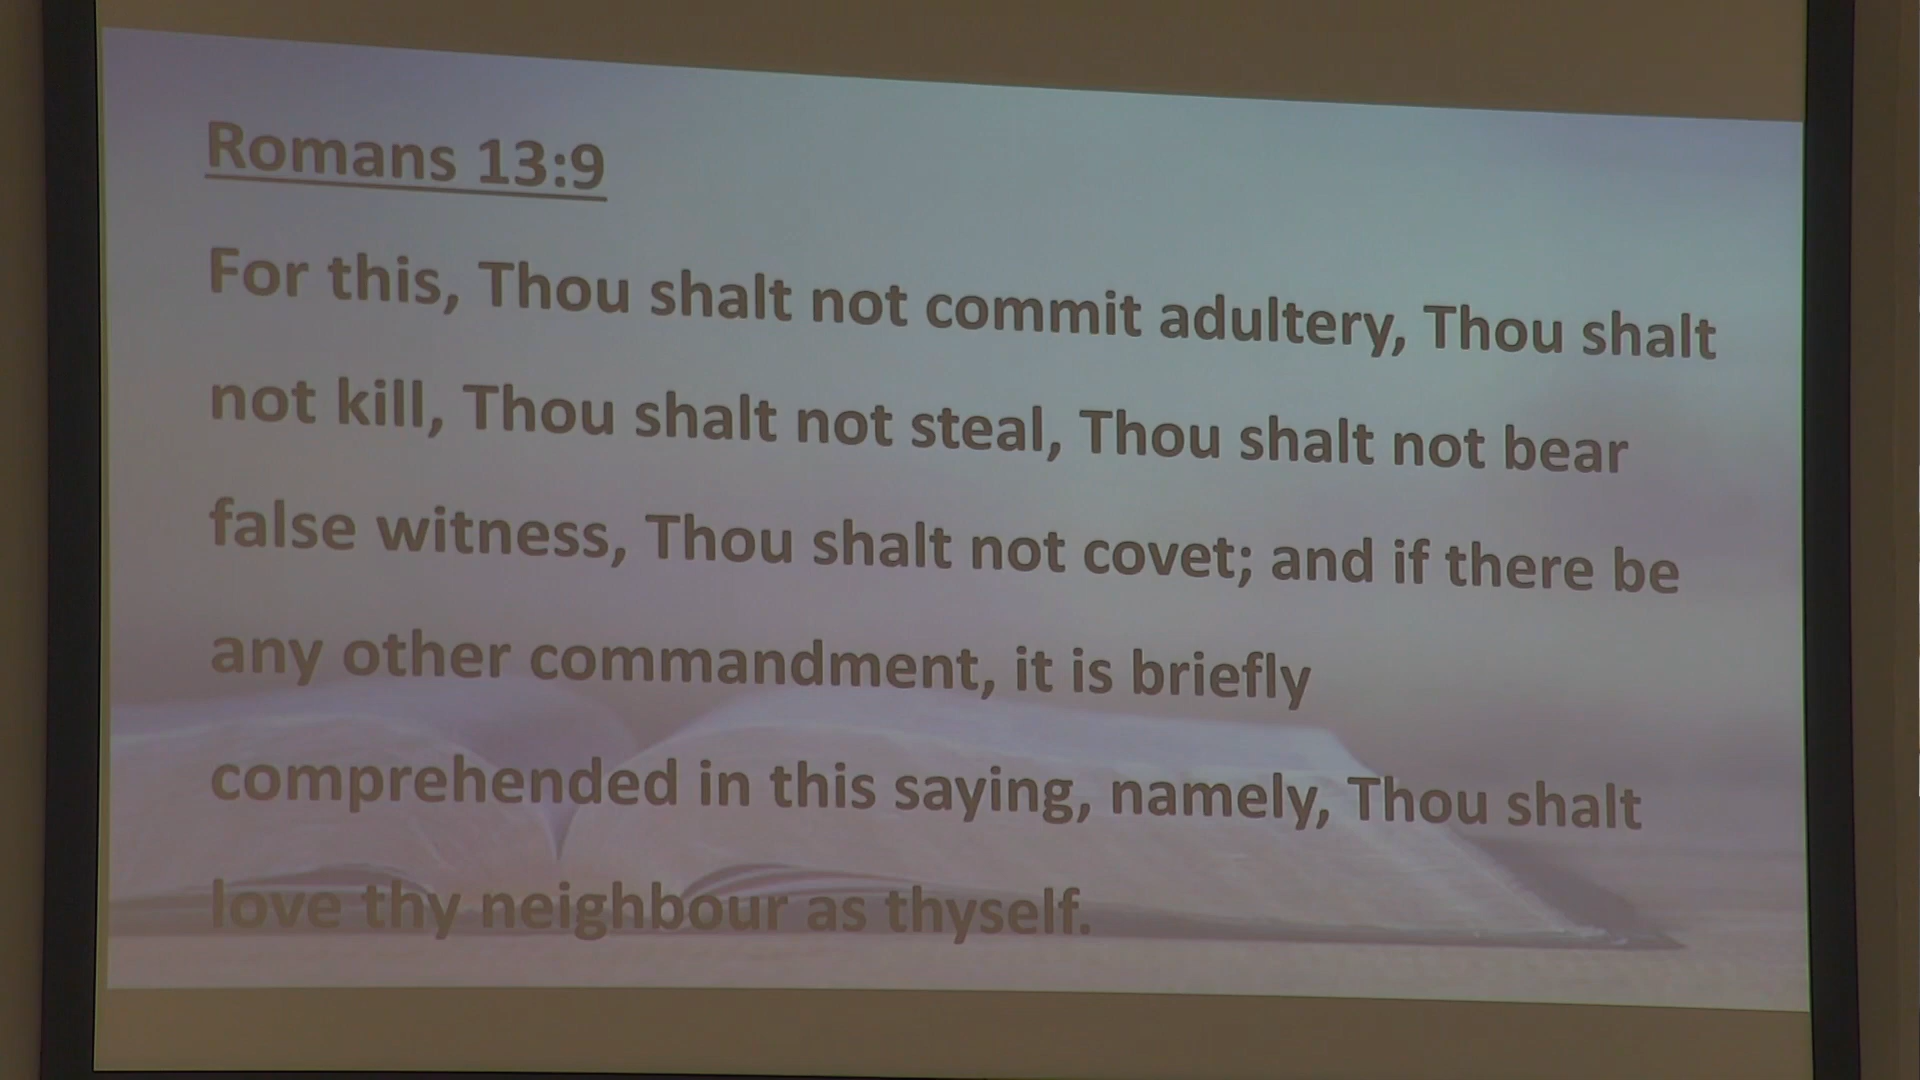 Romans 13:9
For this, Thou shalt not commit adultery, Thou shalt
not kill, Thou shalt not steal, Thou shalt not bear
false witness, Thou shalt not covet; and if there be
any other commandment, it is briefly
comprehended in this saying, namely, Thou shalt
love thy neighbour as thyself.